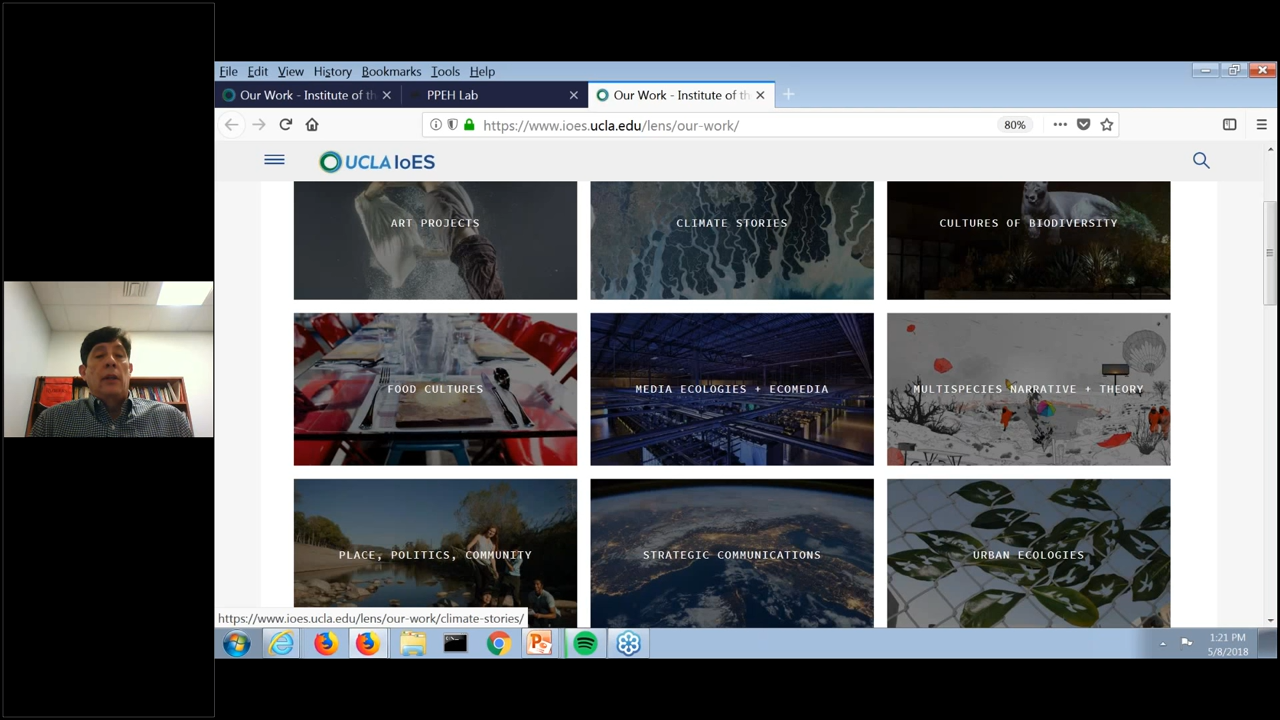 File Edit View History Bookmarks Tools Help
Our Work - Institute of th PPEH Lab Our Work - Institute of th
https://www.ioes.ucla.edu/lens/our-work/ 80%
UCLA IoES
ART PROJECTS CLIMATE STORIES CULTURES OF BIODIVERSITY
FOOD CULTURES MEDIA ECOLOGIES + ECOMEDIA MULTISPECIES NARRATIVE + THEORY
PLACE, POLITICS, COMMUNITY STRATEGIC COMMUNICATIONS URBAN ECOLOGIES
https://www.ioes.ucla.edu/lens/our-work/climate-stories/
1:21 PM
5/8/2018